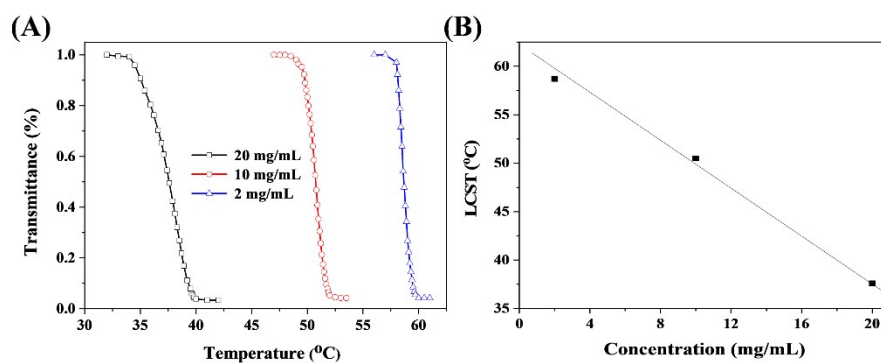 (A)
1.0
0.8
0.6
0.4
0.2
0.0
Transmittance (%)
20 mg/mL
10 mg/mL
2 mg/mL
30 35 40 45 50 55 60
Temperature (⁰C)
(B)
60
55
50
45
40
35
LCST (⁰C)
0 4 8 12 16 20
Concentration (mg/mL)